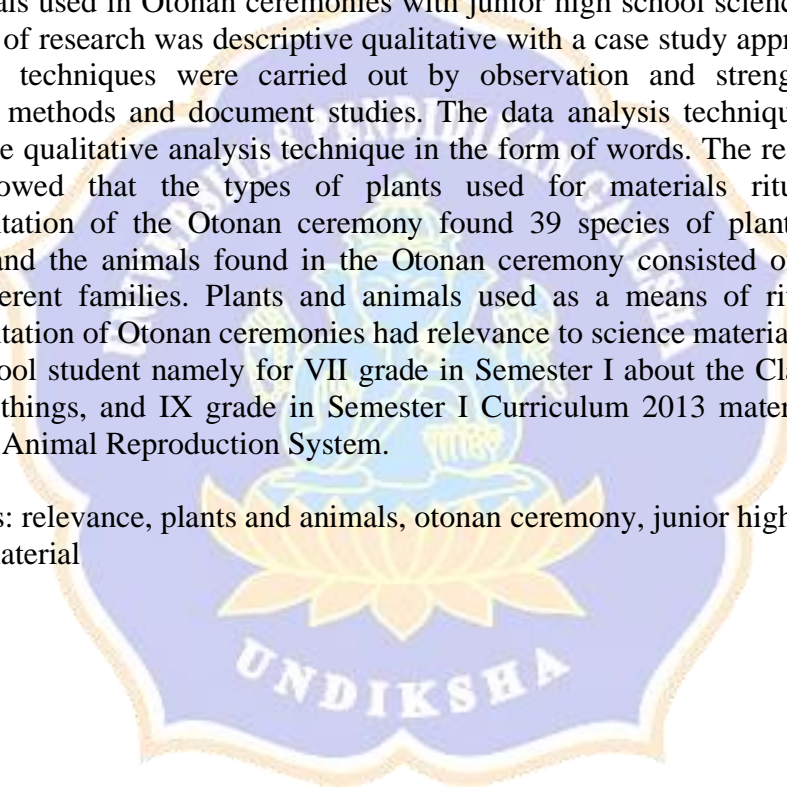 als used in Otonan ceremonies with junior high school scienc
of research was descriptive qualitative with a case study appr
techniques were carried out by observation and streng
methods and document studies. The data analysis techniqu
e qualitative analysis technique in the form of words. The re
owed that the types of plants used for materials ritu
tation of the Otonan ceremony found 39 species of plant
and the animals found in the Otonan ceremony consisted o
erent families. Plants and animals used as a means of ri
tation of Otonan ceremonies had relevance to science material
ool student namely for VII grade in Semester I about the Cla
things, and IX grade in Semester I Curriculum 2013 mater
Animal Reproduction System.
s: relevance, plants and animals, otonan ceremony, junior high
aterial
UNIVERSITAS PENDIDIKAN GANESHA
UNDIKSHA